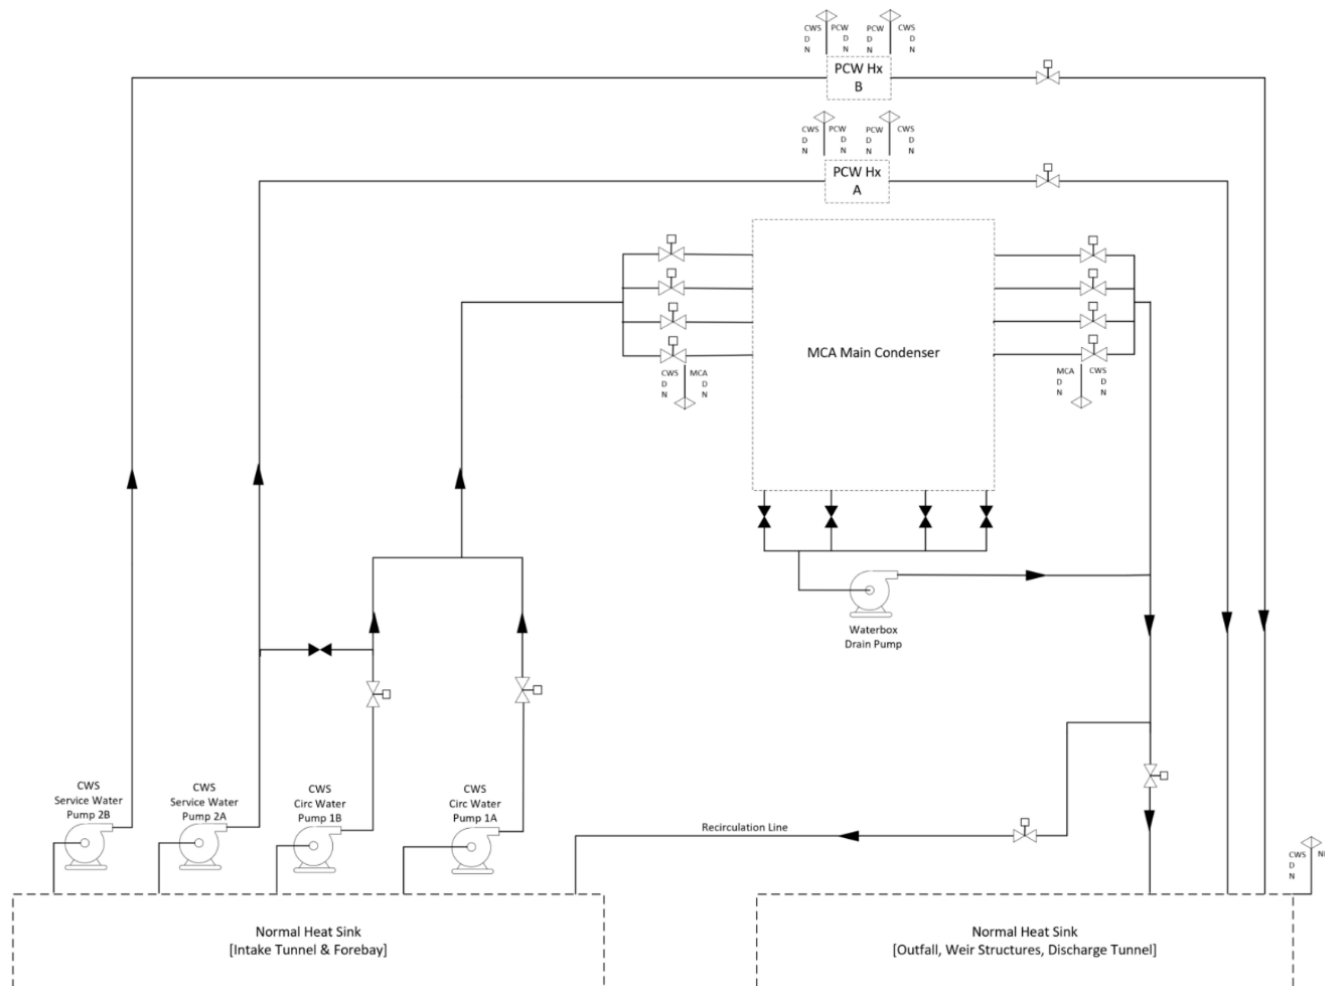 CWS PCW PCW CWS
D D D D
N N N N
PCW Hx
B
CWS PCW PCW CWS
D D D D
N N N N
PCW Hx
A
MCA Main Condenser
CWS MCA
D D
N N
MCA CWS
D D
N N
Waterbox
Drain Pump
CWS
Service Water
Pump 2B
CWS
Service Water
Pump 2A
CWS
Circ Water
Pump 1B
CWS
Circ Water
Pump 1A
Recirculation Line
CWS
D
N
Normal Heat Sink
[Intake Tunnel & Forebay]
Normal Heat Sink
[Outfall, Weir Structures, Discharge Tunnel]